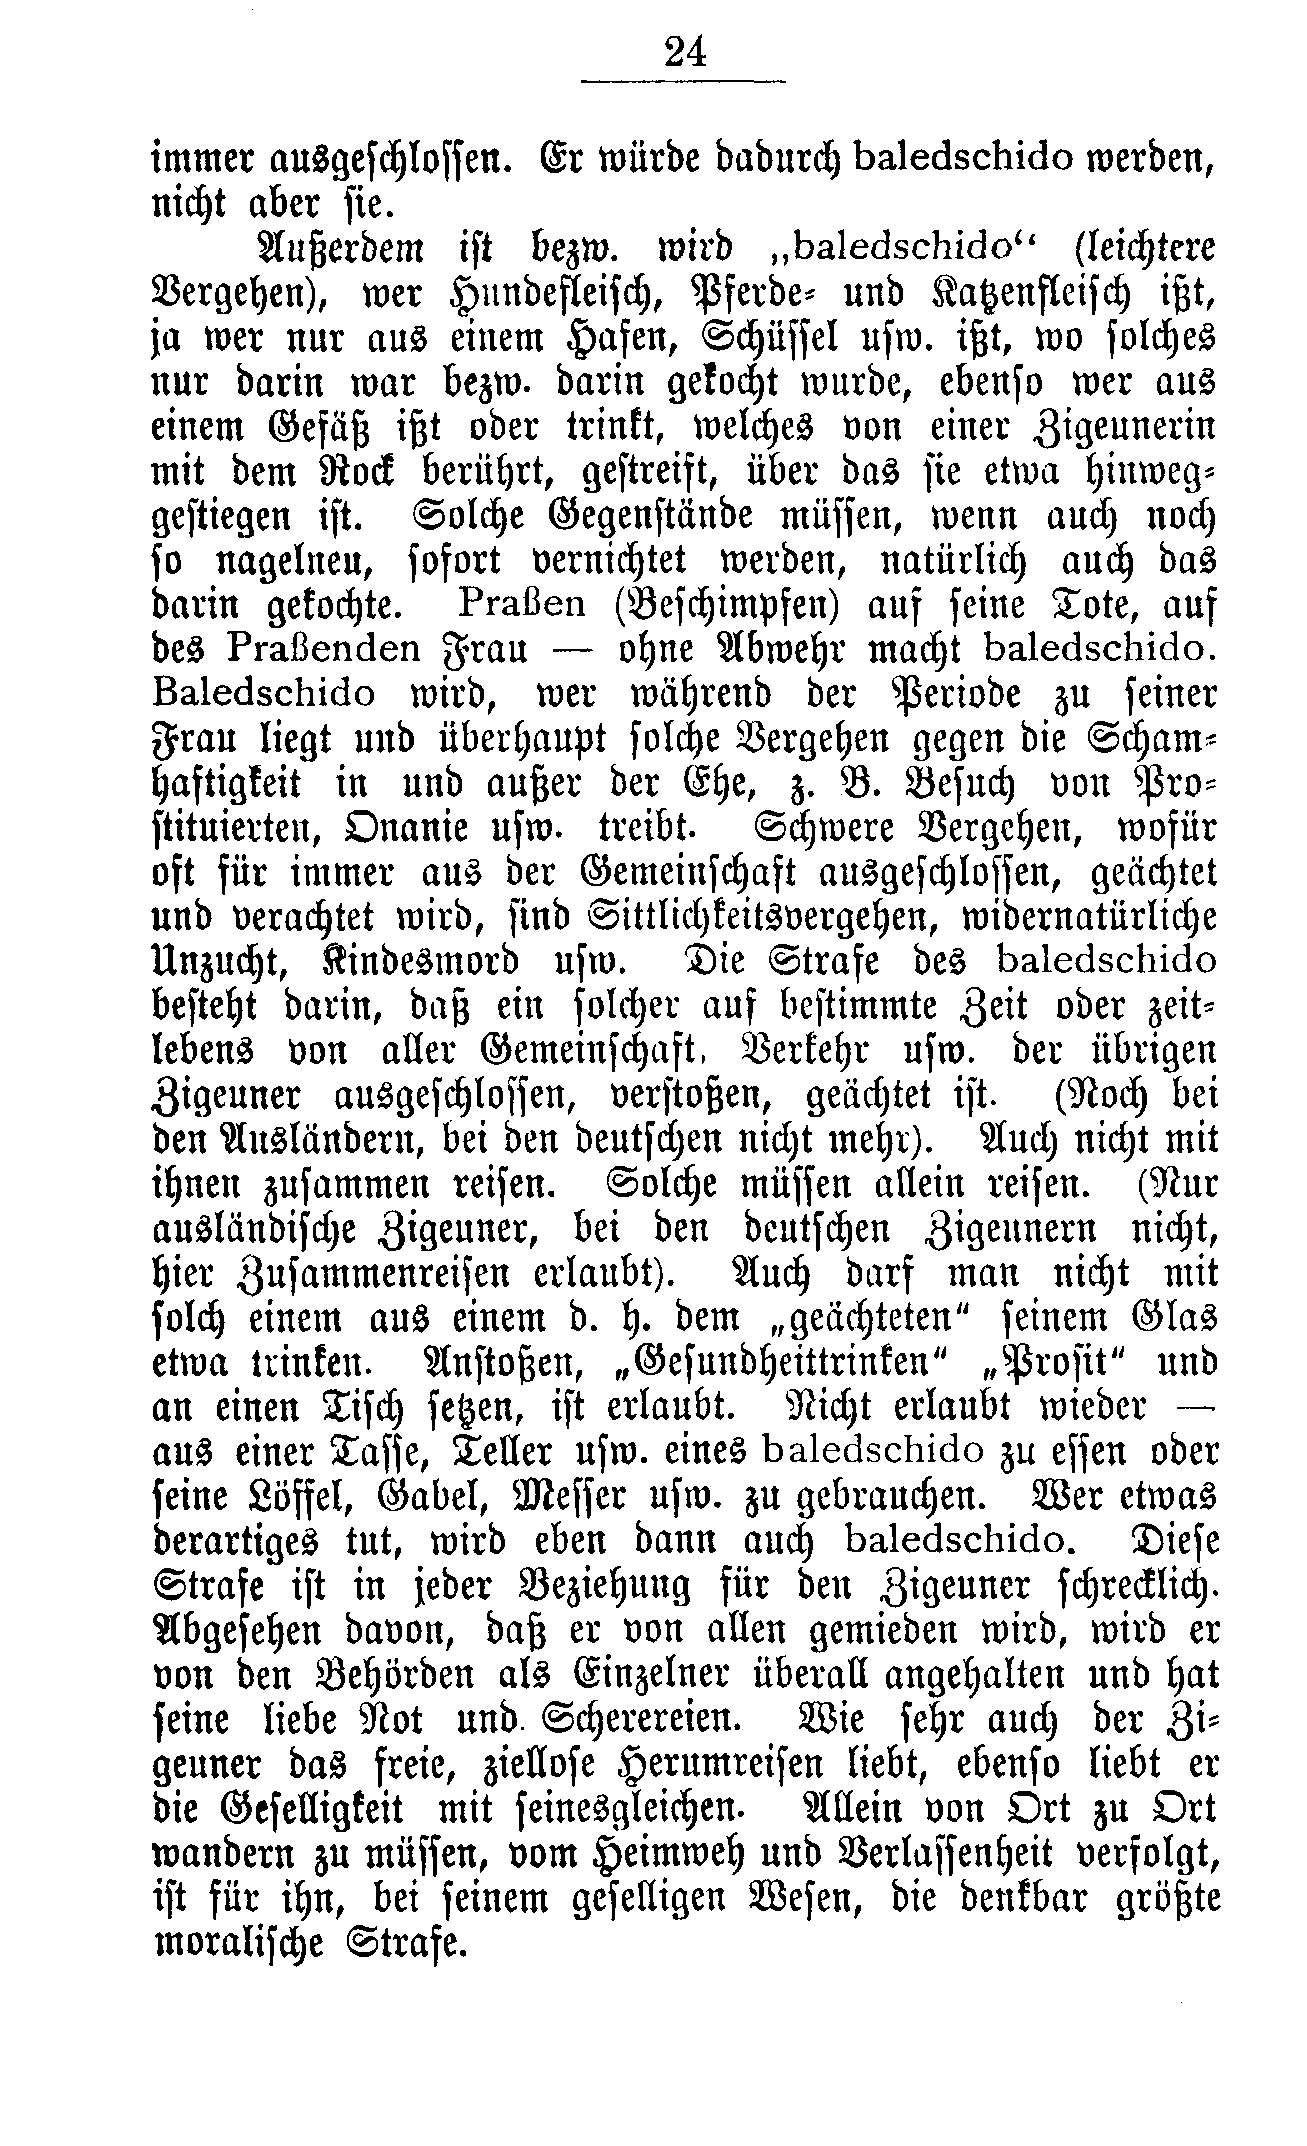 24
immer ausgeschlossen. Er würde dadurch baledschido werden,
nicht aber sie.
Außerdem ist bezw. wird „baledschido“ (leichtere
Vergehen), wer Hundefleisch, Pferde- und Katzenfleisch ißt,
ja wer nur aus einem Hafen, Schüssel usw. ißt, wo solches
nur darin war bezw. darin gekocht wurde, ebenso wer aus
einem Gefäß ißt oder trinkt, welches von einer Zigeunerin
mit dem Rock berührt, gestreift, über das sie etwa hinweg-
gestiegen ist. Solche Gegenstände müssen, wenn auch noch
so nagelneu, sofort vernichtet werden, natürlich auch das
darin gekochte. Praßen (Beschimpfen) auf seine Tote, auf
des Praßenden Frau — ohne Abwehr macht baledschido.
Baledschido wird, wer während der Periode zu seiner
Frau liegt und überhaupt solche Vergehen gegen die Scham-
haftigkeit in und außer der Ehe, z. B. Besuch von Pro-
stituierten, Onanie usw. treibt. Schwere Vergehen, wofür
oft für immer aus der Gemeinschaft ausgeschlossen, geächtet
und verachtet wird, sind Sittlichkeitsvergehen, widernatürliche
Unzucht, Kindesmord usw. Die Strafe des baledschido
besteht darin, daß ein solcher auf bestimmte Zeit oder zeit-
lebens von aller Gemeinschaft, Verkehr usw. der übrigen
Zigeuner ausgeschlossen, verstoßen, geächtet ist. (Noch bei
den Ausländern, bei den deutschen nicht mehr). Auch nicht mit
ihnen zusammen reisen. Solche müssen allein reisen. (Nur
ausländische Zigeuner, bei den deutschen Zigeunern nicht,
hier Zusammenreisen erlaubt). Auch darf man nicht mit
solch einem aus einem d. h. dem „geächteten“ seinem Glas
etwa trinken. Anstoßen, „Gesundheittrinken“ „Prosit“ und
an einen Tisch setzen, ist erlaubt. Nicht erlaubt wieder —
aus einer Tasse, Teller usw. eines baledschido zu essen oder
seine Löffel, Gabel, Messer usw. zu gebrauchen. Wer etwas
derartiges tut, wird eben dann auch baledschido. Diese
Strafe ist in jeder Beziehung für den Zigeuner schrecklich.
Abgesehen davon, daß er von allen gemieden wird, wird er
von den Behörden als Einzelner überall angehalten und hat
seine liebe Not und Scherereien. Wie sehr auch der Zi-
geuner das freie, ziellose Herumreisen liebt, ebenso liebt er
die Geselligkeit mit seinesgleichen. Allein von Ort zu Ort
wandern zu müssen, vom Heimweh und Verlassenheit verfolgt,
ist für ihn, bei seinem geselligen Wesen, die denkbar größte
moralische Strafe.